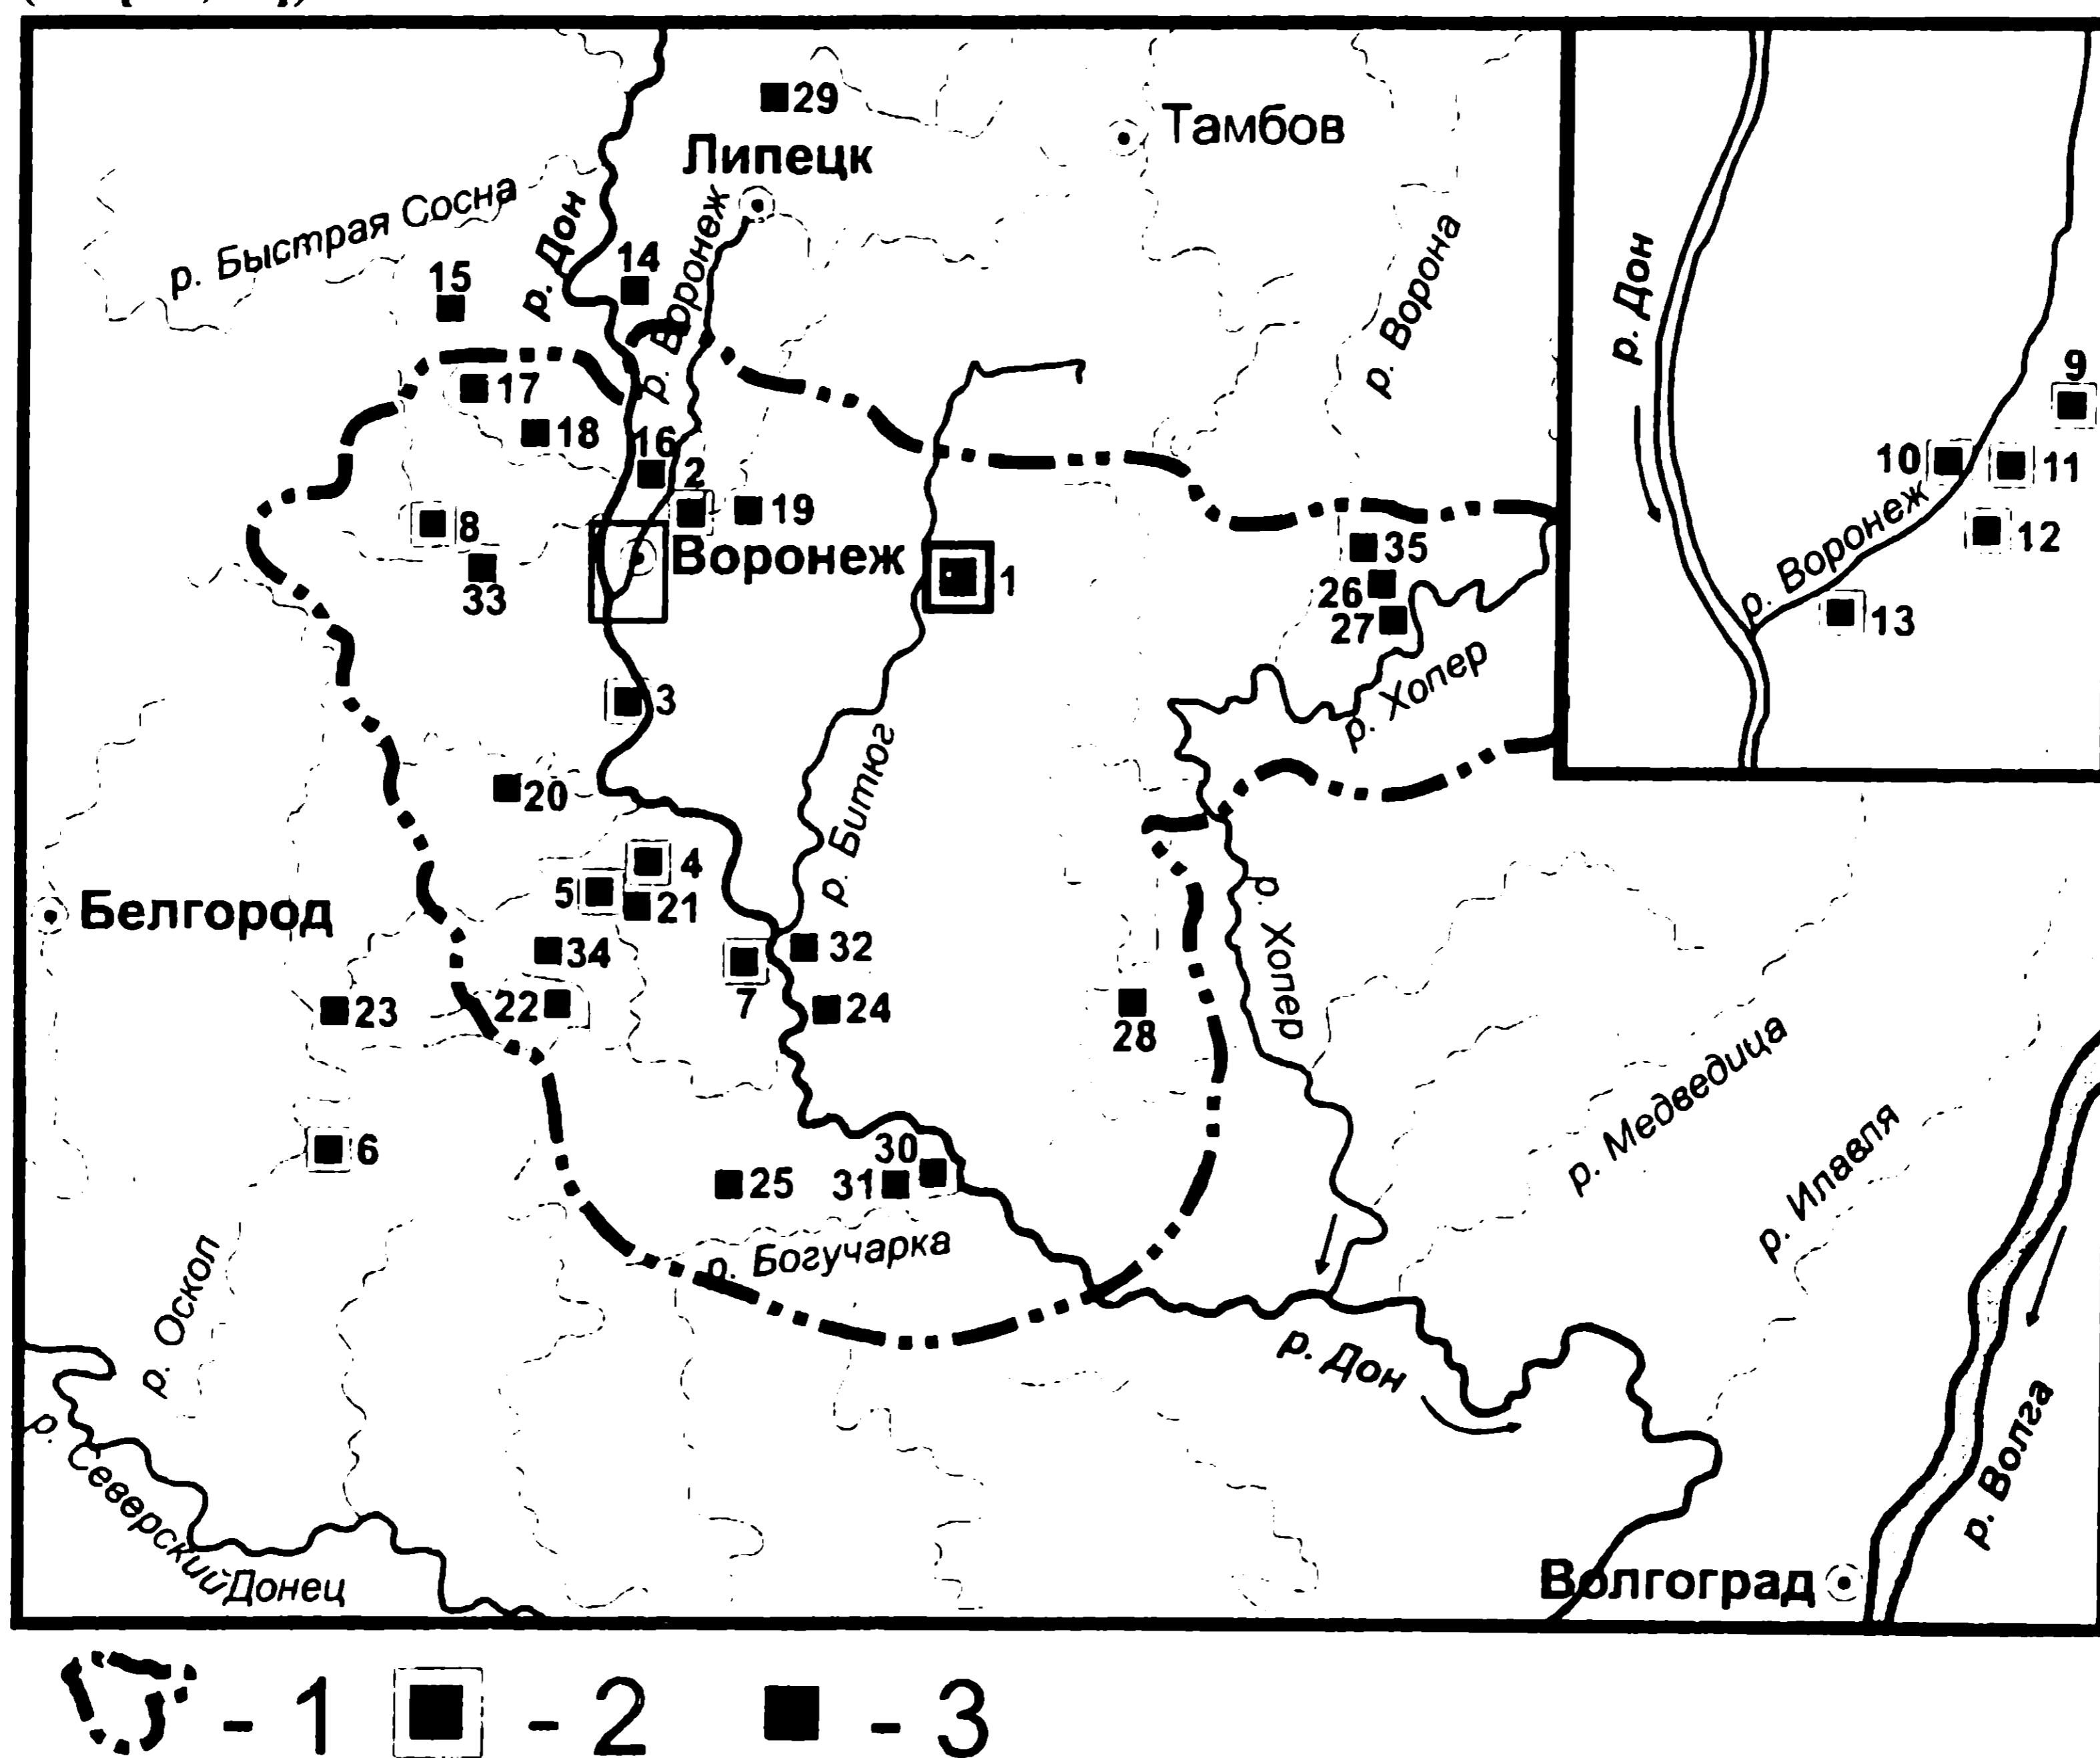 29
Тамбов
Липецк
р. Быстрая Сосна
р. Дон
р. Воронеж
р. Ворона
15
14
17
18
16
2
19
8
33
Воронеж
1
35
26
27
р. Хопер
3
20
р. Битюг
4
5
21
Белгород
34
32
7
24
22
23
28
р. Хопер
6
25
30
31
р. Богучарка
р. Медведица
р. Илавля
р. Оскол
р. Дон
р. Северский Донец
Волгоград
р. Волга
р. Дон
р. Воронеж
9
10
11
12
13
- 1
- 2
- 3